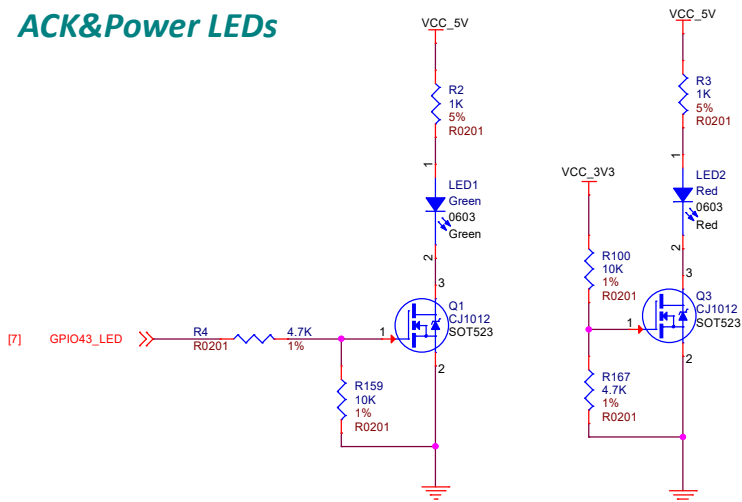 ACK&Power LEDs
VCC_5V
R2
1K
5%
R0201
1
LED1
Green
0603
Green
2
3
Q1
CJ1012
SOT523
1
2
[7]
GPIO43_LED
R4
R0201
4.7K
1%
R159
10K
1%
R0201
VCC_5V
R3
1K
5%
R0201
1
LED2
Red
0603
Red
2
VCC_3V3
R100
10K
1%
R0201
3
Q3
CJ1012
SOT523
1
2
R167
4.7K
1%
R0201